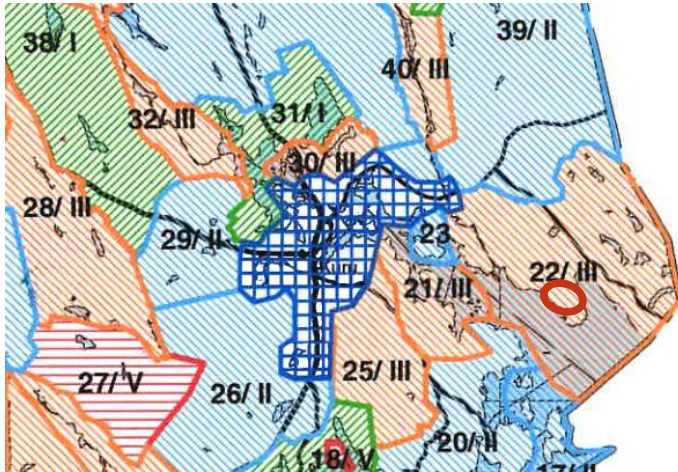 38/ I
39/ II
40/ III
32/ III
31/ I
30/ III
28/ III
29/ II
23
22/ III
21/ III
27/ V
26/ II
25/ III
20/ II
18/ V